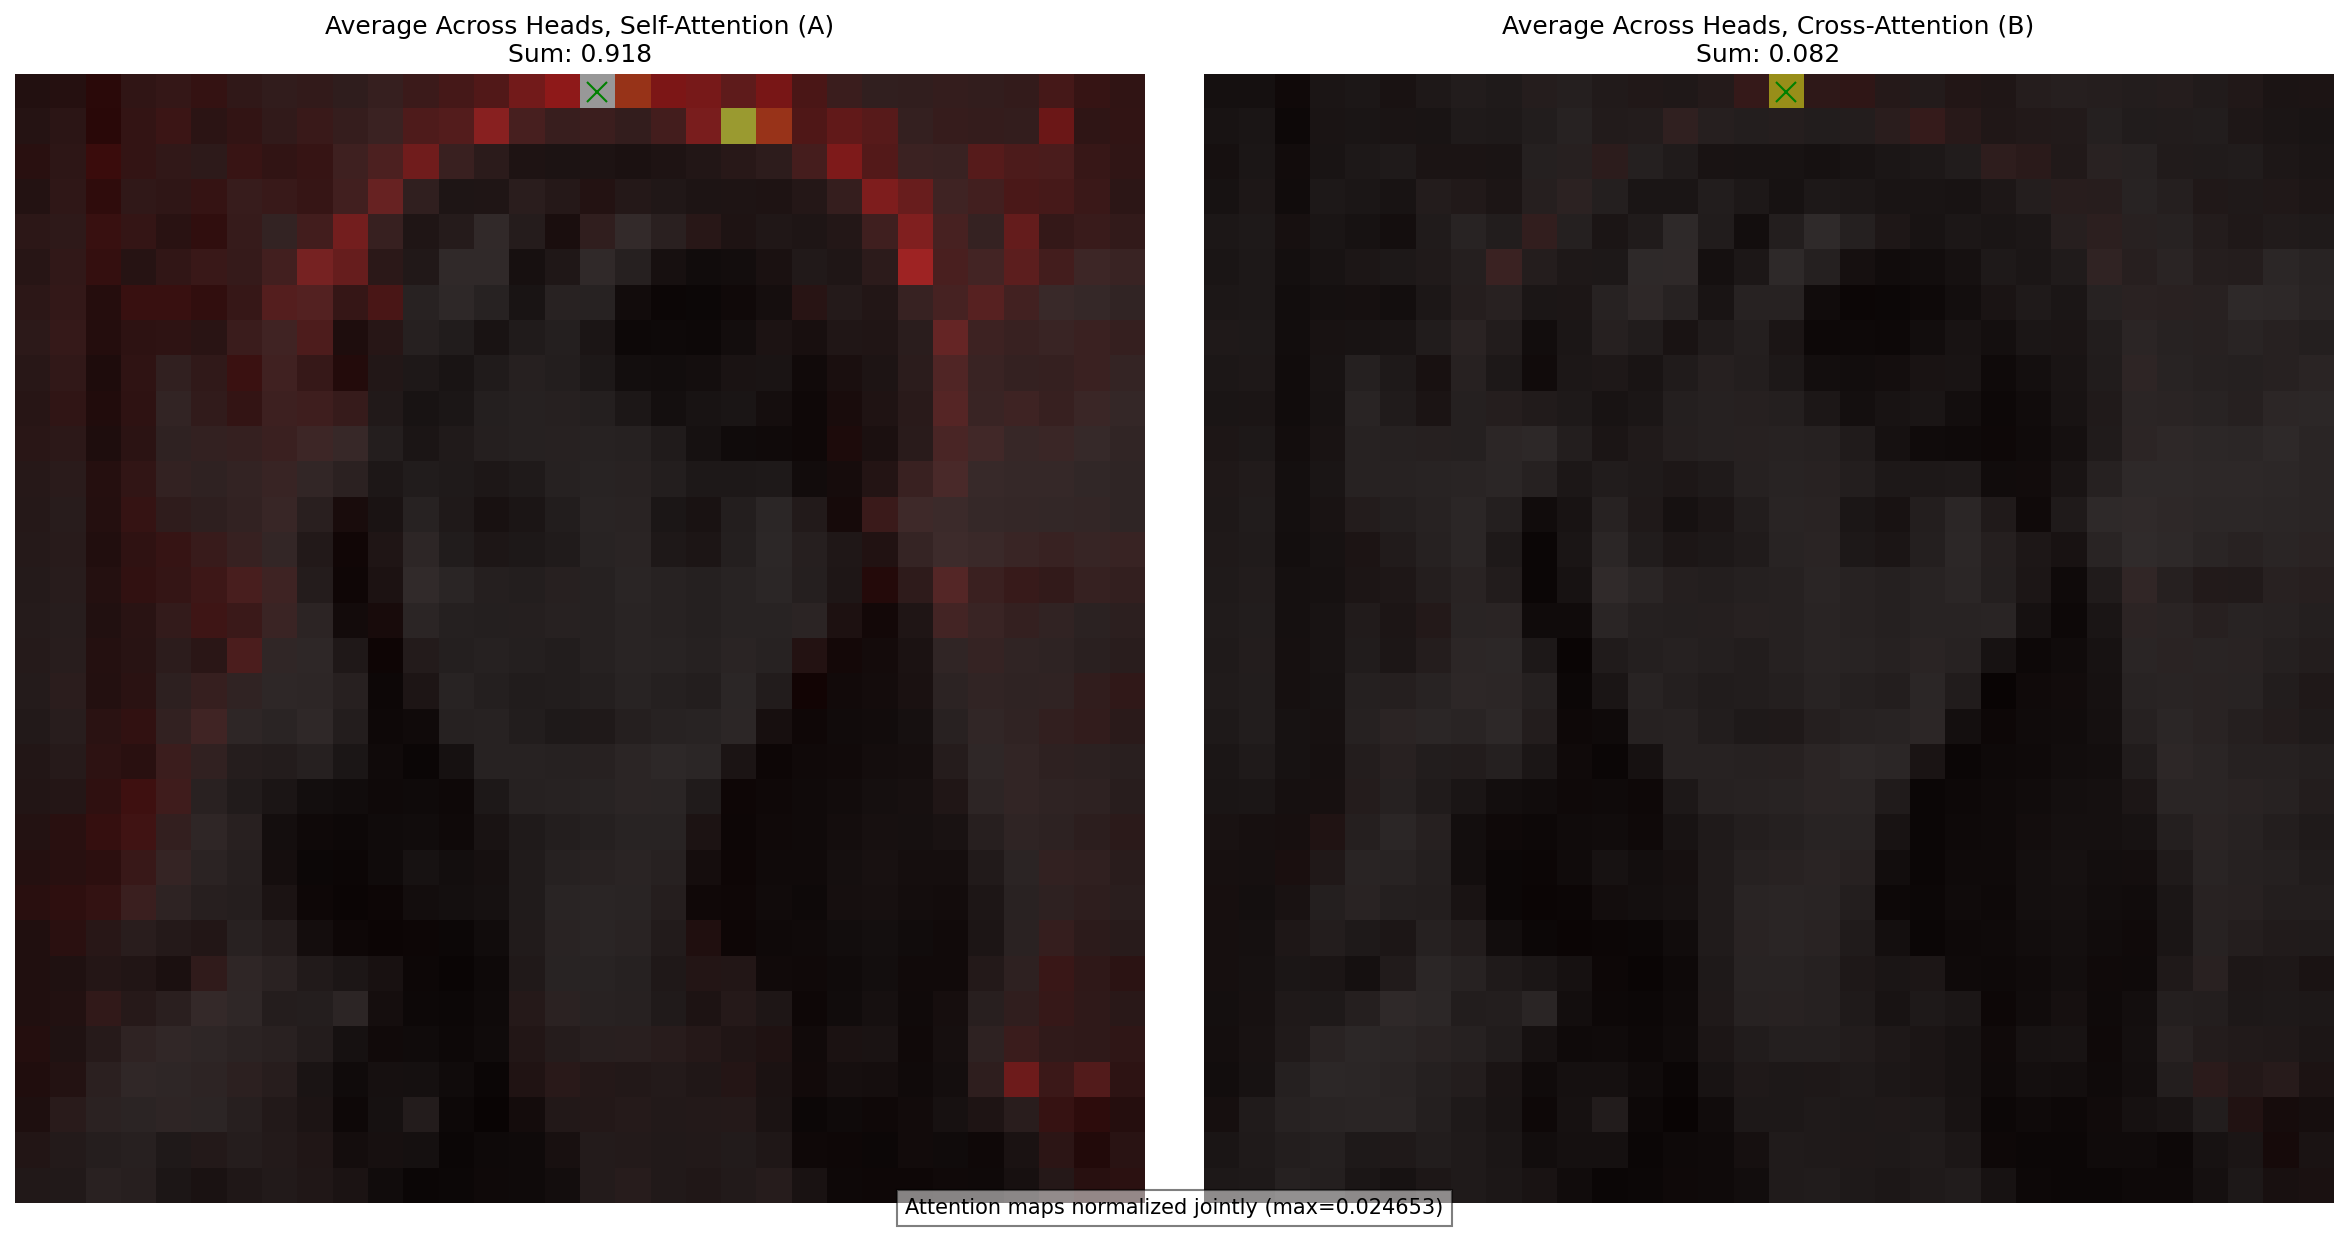 Average Across Heads, Self-Attention (A)
Sum: 0.918
Average Across Heads, Cross-Attention (B)
Sum: 0.082
Attention maps normalized jointly (max=0.024653)